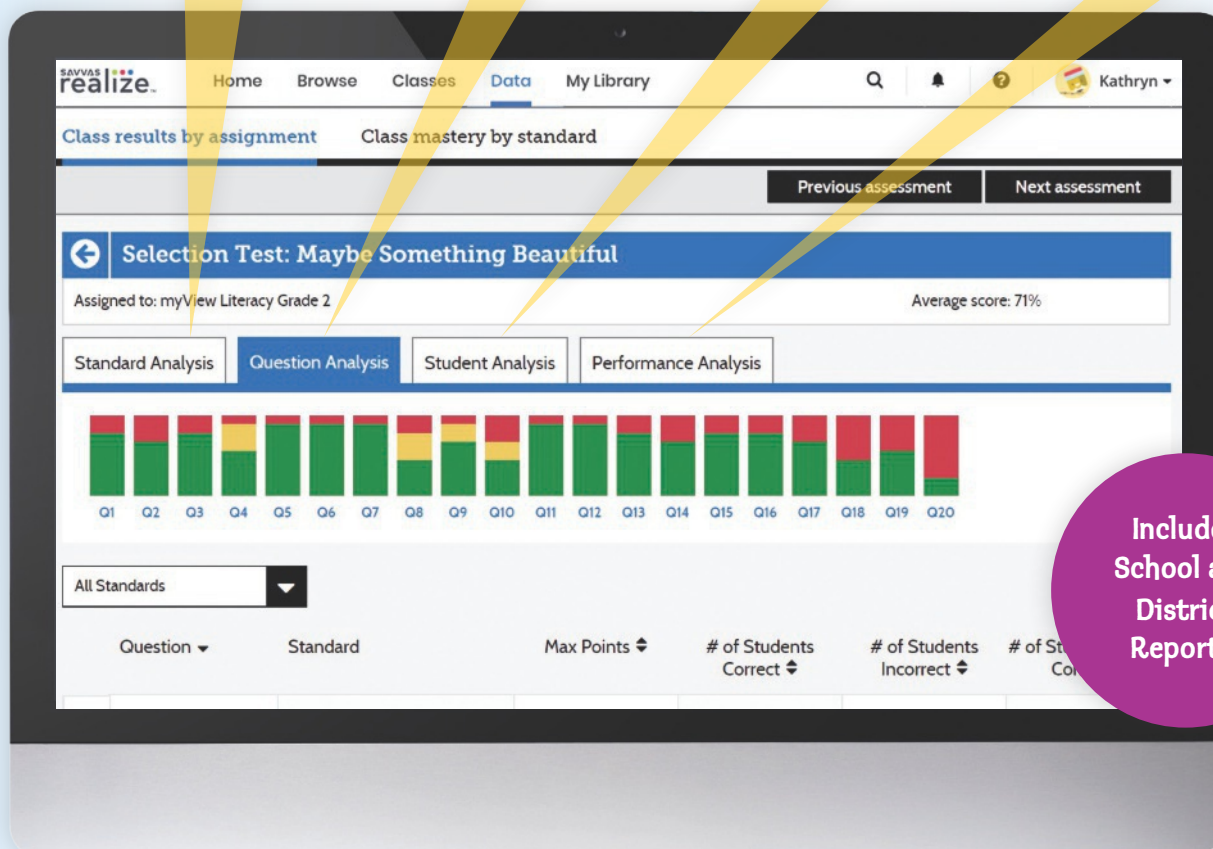 SAVVAS
realize™ Home Browse Classes Data My Library Kathryn
Class results by assignment Class mastery by standard
Previous assessment Next assessment
Selection Test: Maybe Something Beautiful
Assigned to: myView Literacy Grade 2 Average score: 71%
Standard Analysis Question Analysis Student Analysis Performance Analysis
Q1 Q2 Q3 Q4 Q5 Q6 Q7 Q8 Q9 Q10 Q11 Q12 Q13 Q14 Q15 Q16 Q17 Q18 Q19 Q20
All Standards
Question Standard Max Points # of Students Correct # of Students Incorrect # of
School